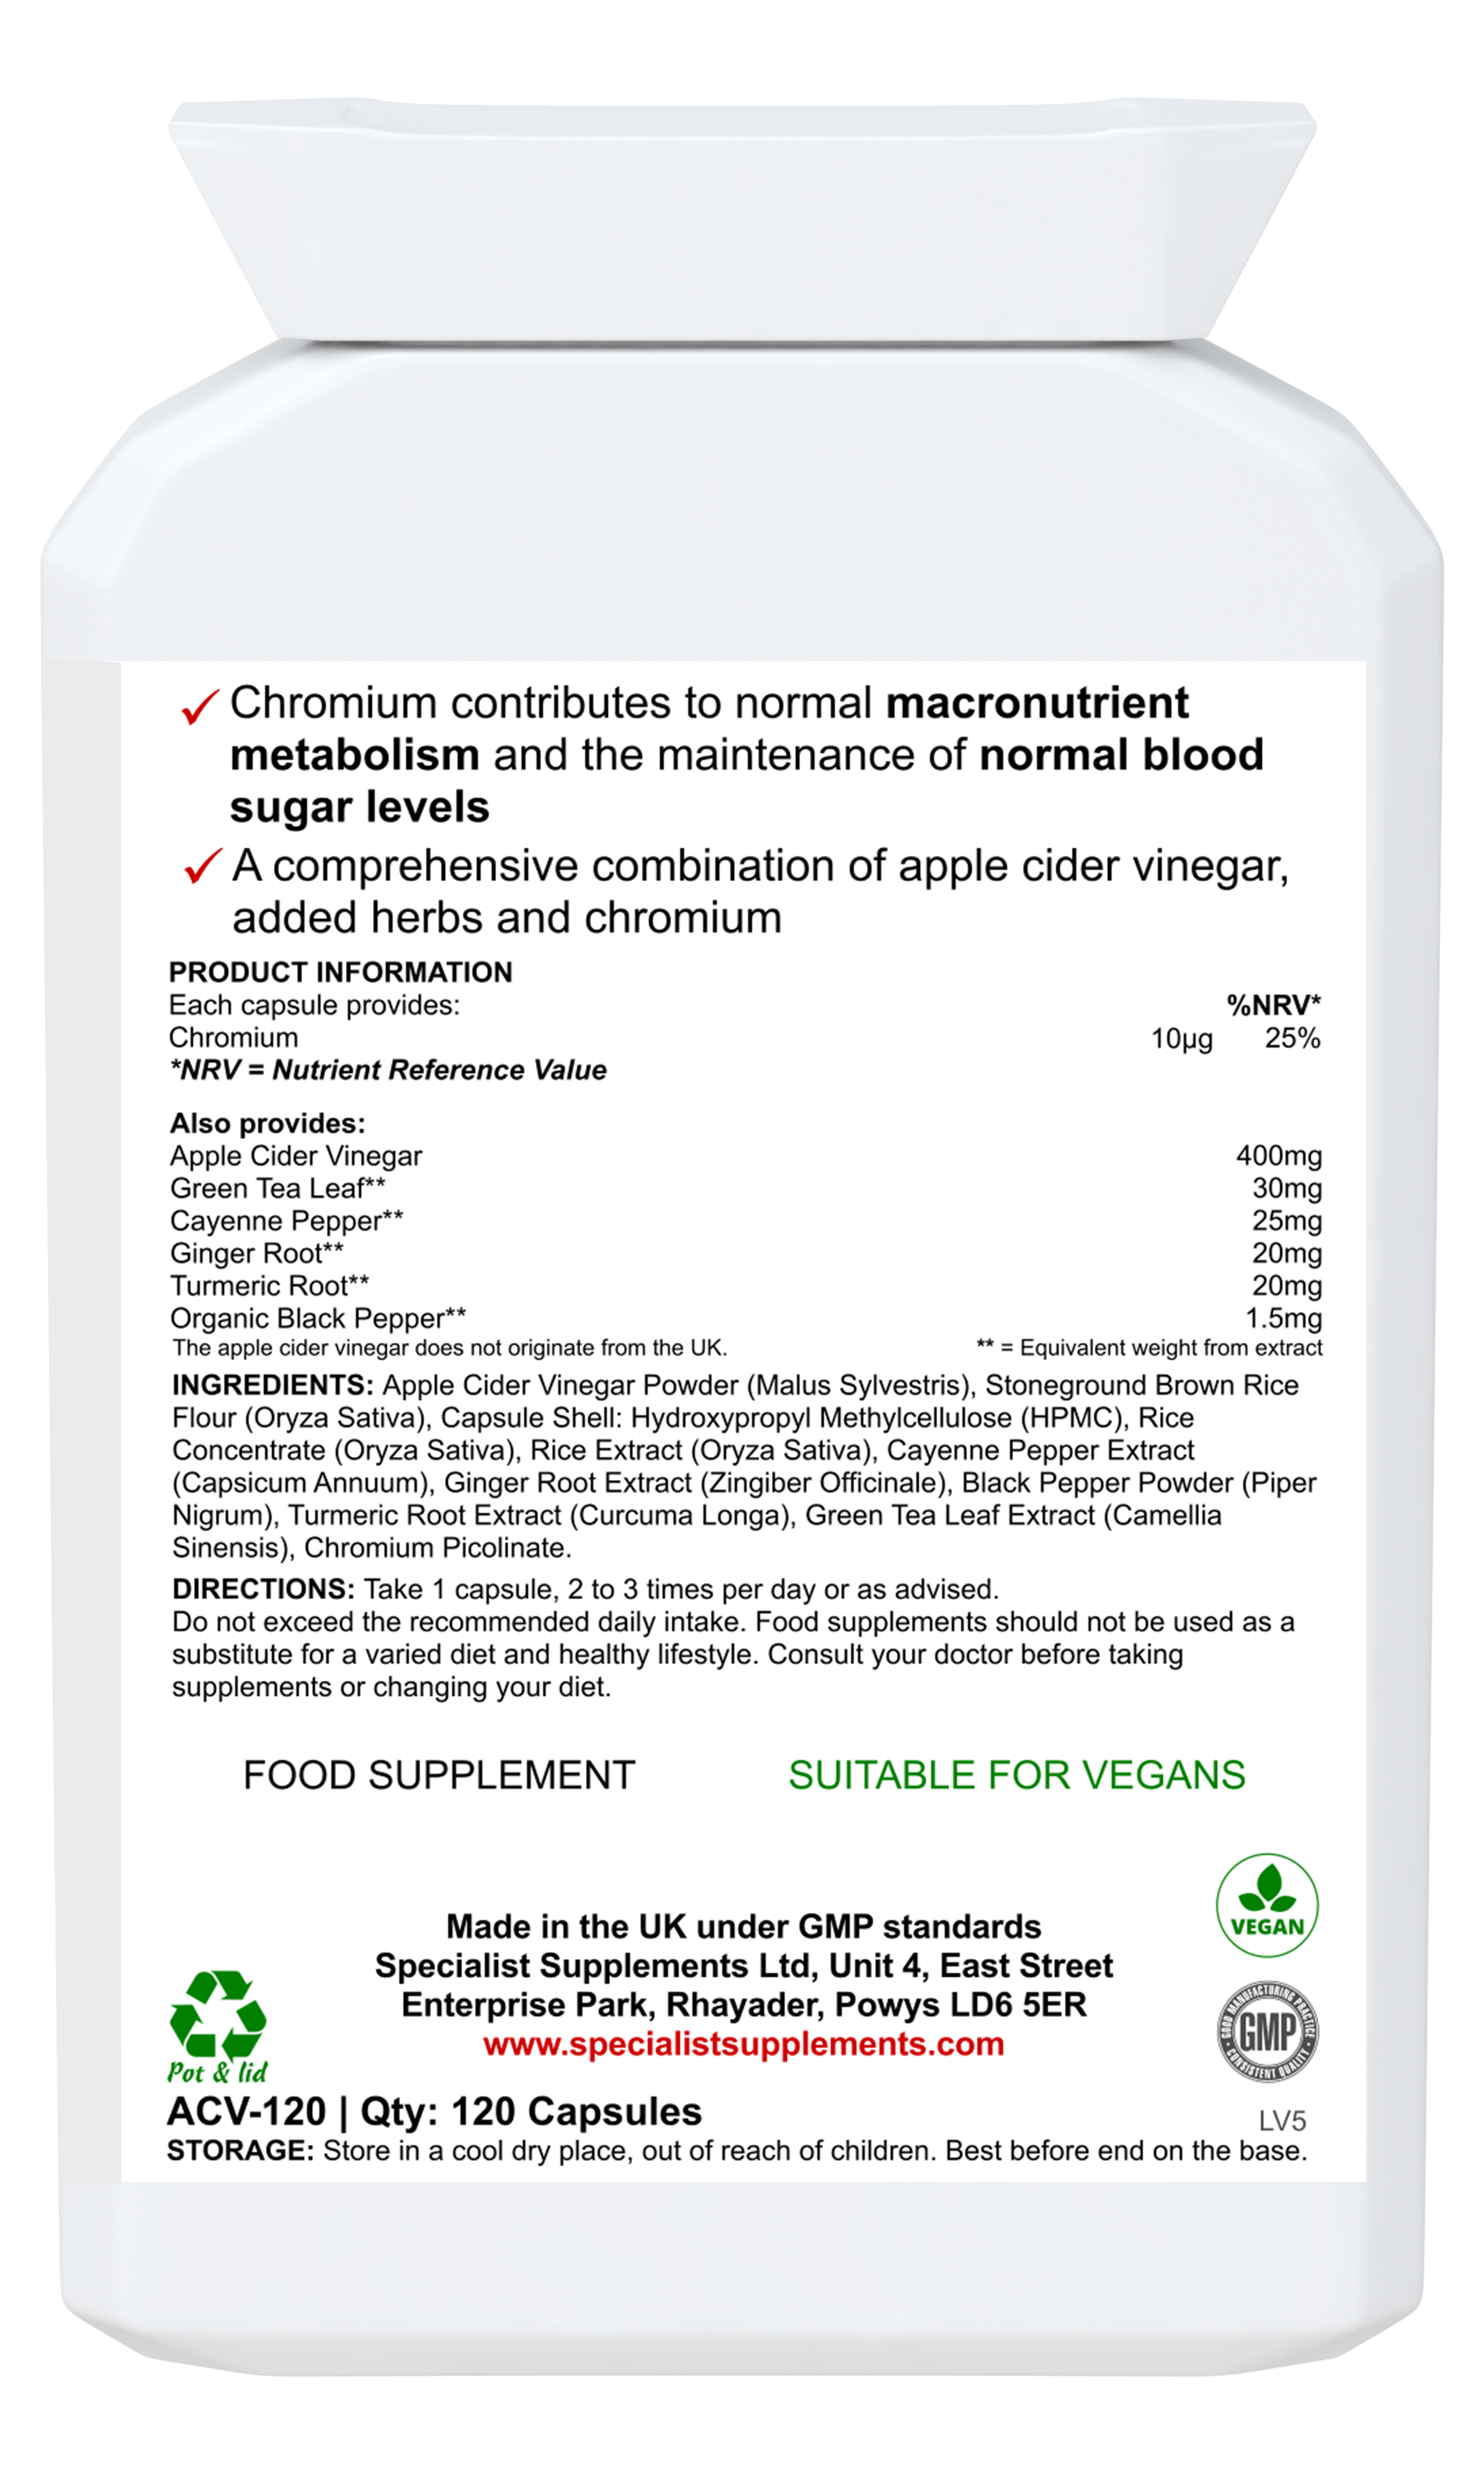 Chromium contributes to normal macronutrient
metabolism and the maintenance of normal blood
sugar levels
A comprehensive combination of apple cider vinegar,
added herbs and chromium
PRODUCT INFORMATION
Each capsule provides: %NRV*
Chromium 10µg 25%
*NRV = Nutrient Reference Value
Also provides:
Apple Cider Vinegar 400mg
Green Tea Leaf** 30mg
Cayenne Pepper** 25mg
Ginger Root** 20mg
Turmeric Root** 20mg
Organic Black Pepper** 1.5mg
The apple cider vinegar does not originate from the UK. ** = Equivalent weight from extract
INGREDIENTS: Apple Cider Vinegar Powder (Malus Sylvestris), Stoneground Brown Rice
Flour (Oryza Sativa), Capsule Shell: Hydroxypropyl Methylcellulose (HPMC), Rice
Concentrate (Oryza Sativa), Rice Extract (Oryza Sativa), Cayenne Pepper Extract
(Capsicum Annuum), Ginger Root Extract (Zingiber Officinale), Black Pepper Powder (Piper
Nigrum), Turmeric Root Extract (Curcuma Longa), Green Tea Leaf Extract (Camellia
Sinensis), Chromium Picolinate.
DIRECTIONS: Take 1 capsule, 2 to 3 times per day or as advised.
Do not exceed the recommended daily intake. Food supplements should not be used as a
substitute for a varied diet and healthy lifestyle. Consult your doctor before taking
supplements or changing your diet.
FOOD SUPPLEMENT SUITABLE FOR VEGANS
VEGAN
Made in the UK under GMP standards
Specialist Supplements Ltd, Unit 4, East Street
Enterprise Park, Rhayader, Powys LD6 5ER
www.specialistsupplements.com
GOOD MANUFACTURING PRACTICE
GMP
CONSISTENT QUALITY
Pot & lid
ACV-120 | Qty: 120 Capsules
LV5
STORAGE: Store in a cool dry place, out of reach of children. Best before end on the base.